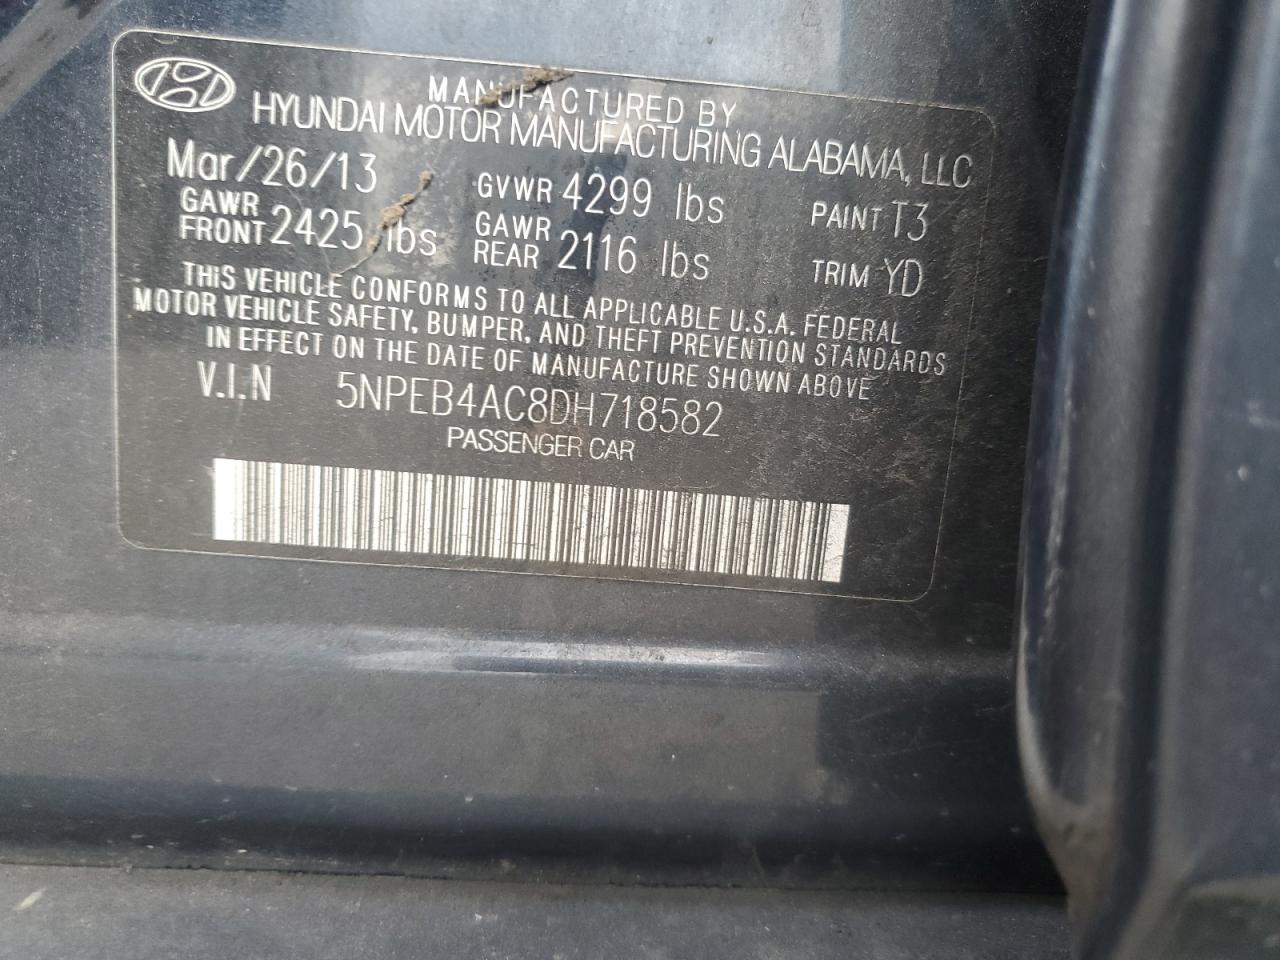 MANUFACTURED BY
HYUNDAI MOTOR MANUFACTURING ALABAMA, LLC
Mar/26/13 GVWR 4299 lbs PAINT T3
GAWR FRONT 2425 lbs GAWR REAR 2116 lbs TRIM YD
THIS VEHICLE CONFORMS TO ALL APPLICABLE U.S.A. FEDERAL
MOTOR VEHICLE SAFETY, BUMPER, AND THEFT PREVENTION STANDARDS
IN EFFECT ON THE DATE OF MANUFACTURE SHOWN ABOVE
V.I.N 5NPEB4AC8DH718582
PASSENGER CAR